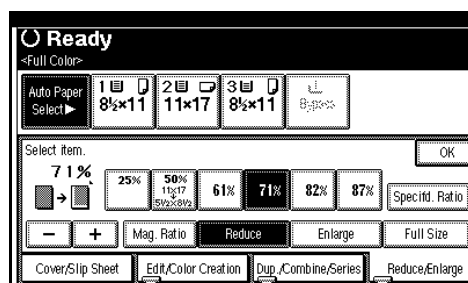 Ready
<Full Color>
Auto Paper Select▶
1 8½×11
2 11×17
3 8½×11
Bypass
Select item.
OK
71%
25%
50% 11×17 → 5½×8½
61%
71%
82%
87%
Specifd. Ratio
− +
Mag. Ratio
Reduce
Enlarge
Full Size
Cover/Slip Sheet
Edit/Color Creation
Dup./Combine/Series
Reduce/Enlarge